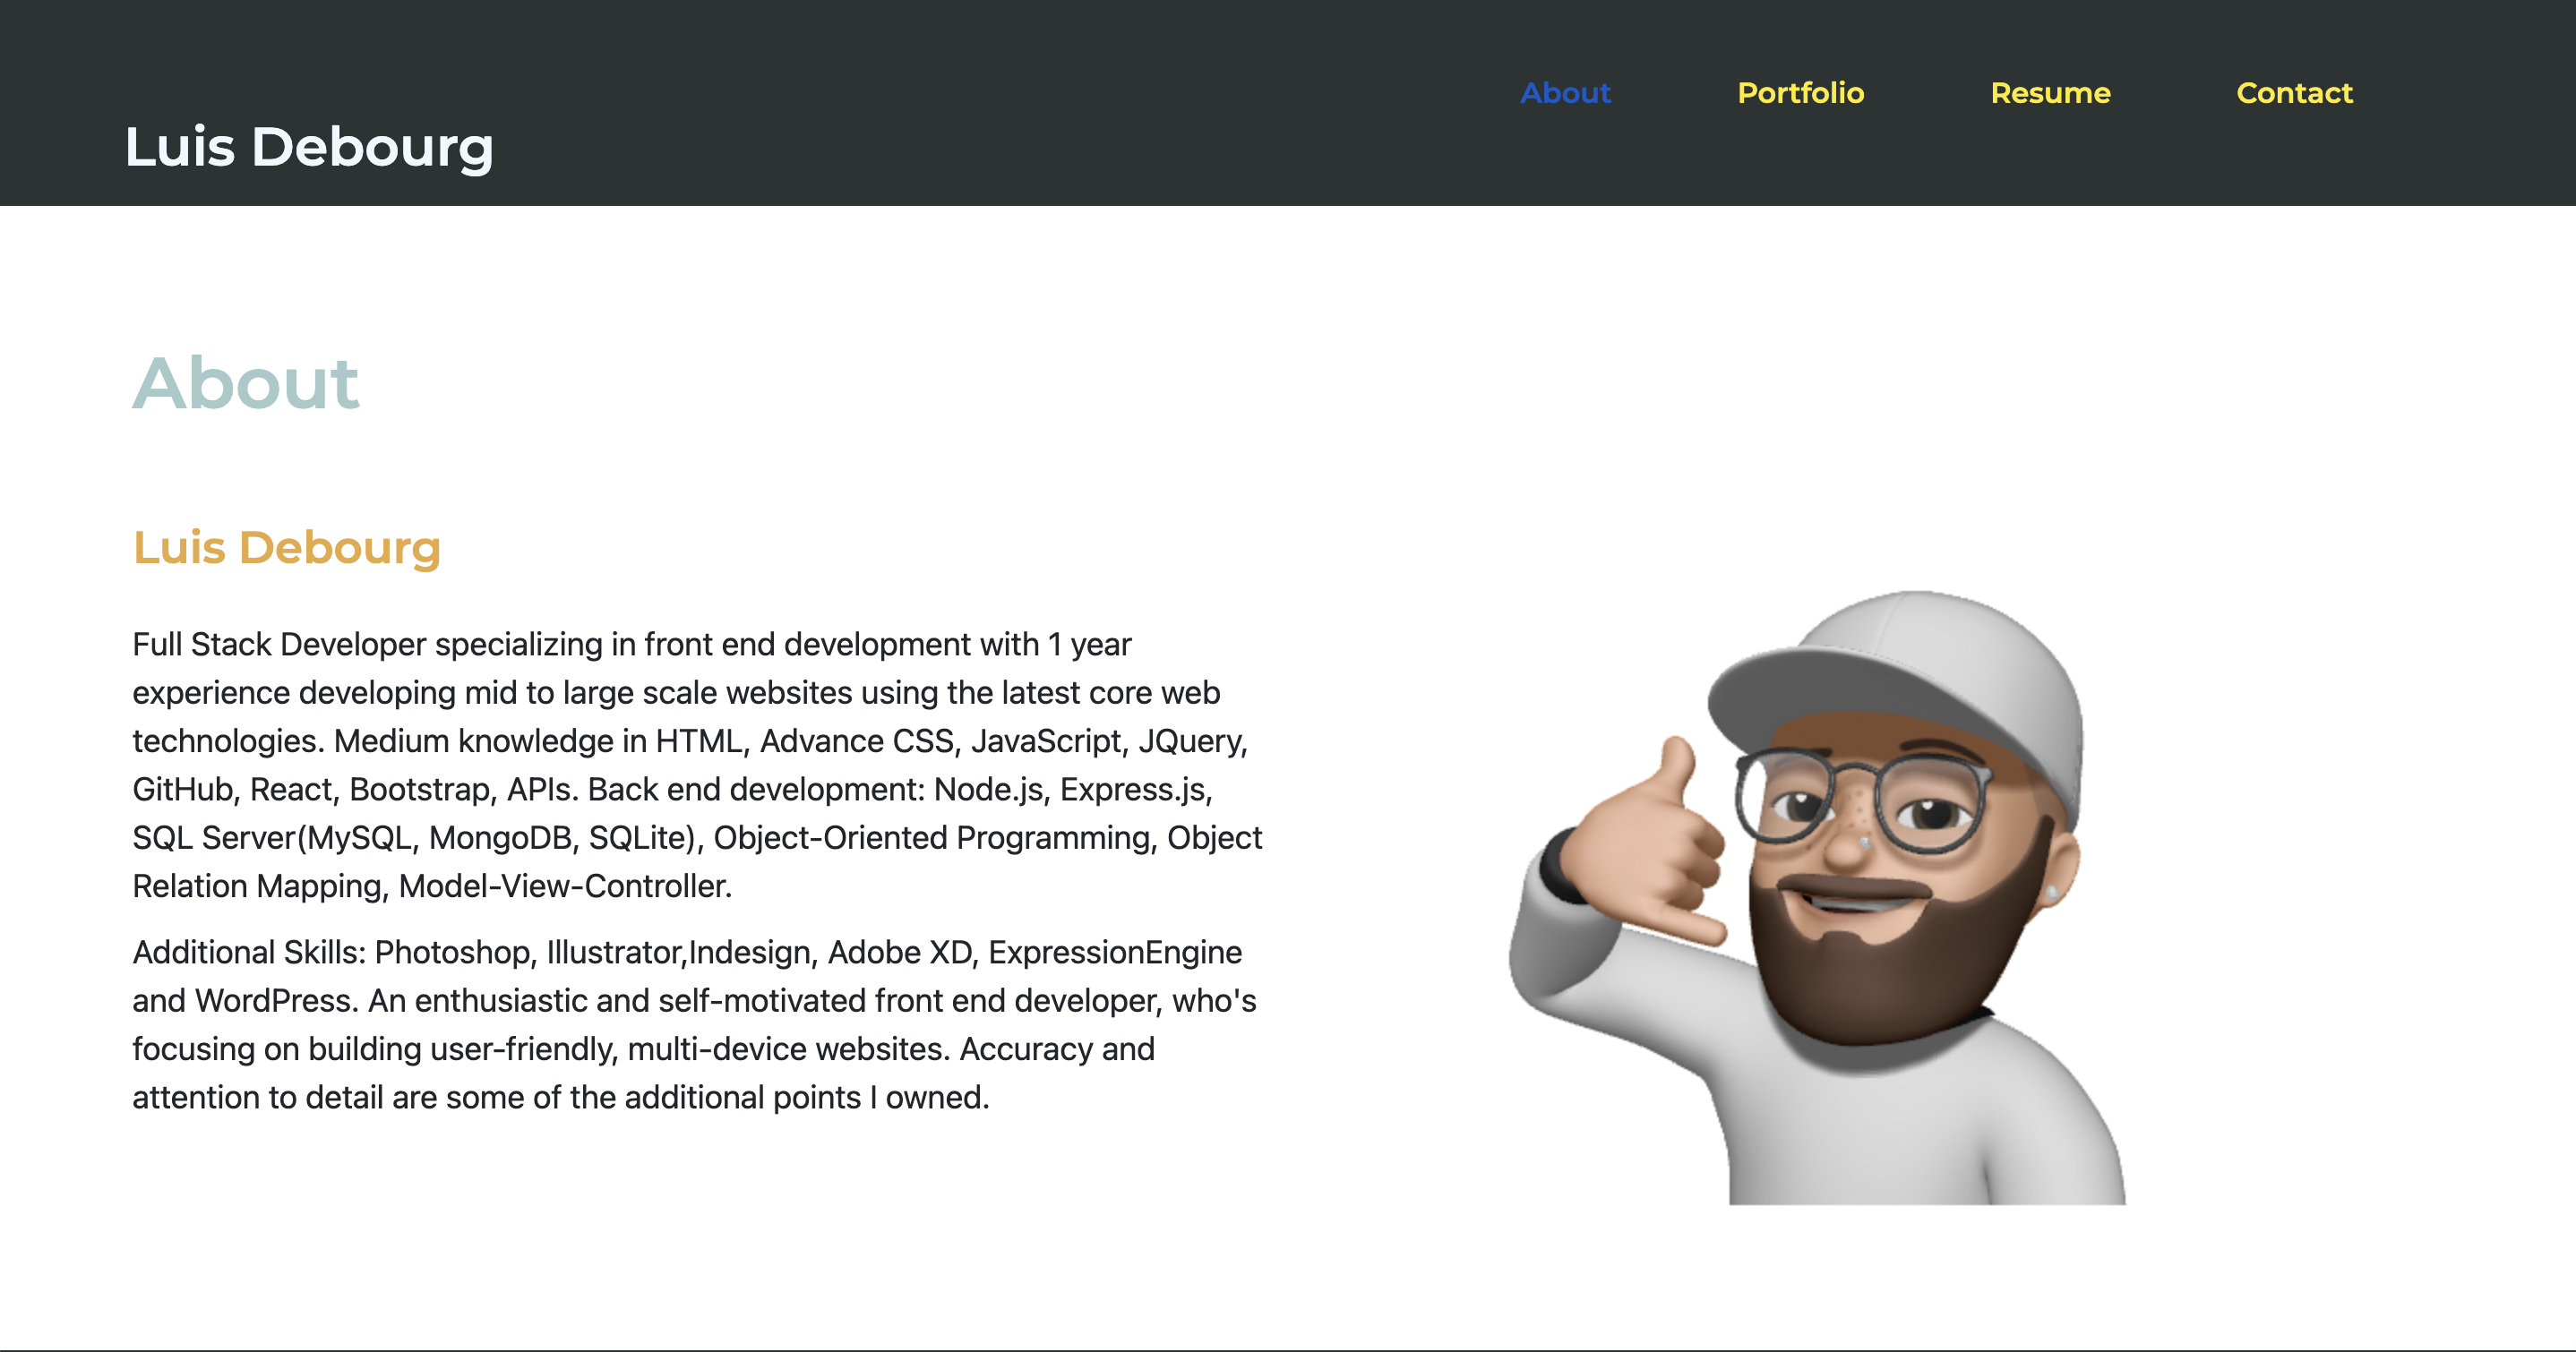 About Portfolio Resume Contact
Luis Debourg
About
Luis Debourg
Full Stack Developer specializing in front end development with 1 year
experience developing mid to large scale websites using the latest core web
technologies. Medium knowledge in HTML, Advance CSS, JavaScript, JQuery,
GitHub, React, Bootstrap, APIs. Back end development: Node.js, Express.js,
SQL Server(MySQL, MongoDB, SQLite), Object-Oriented Programming, Object
Relation Mapping, Model-View-Controller.
Additional Skills: Photoshop, Illustrator,Indesign, Adobe XD, ExpressionEngine
and WordPress. An enthusiastic and self-motivated front end developer, who's
focusing on building user-friendly, multi-device websites. Accuracy and
attention to detail are some of the additional points I owned.